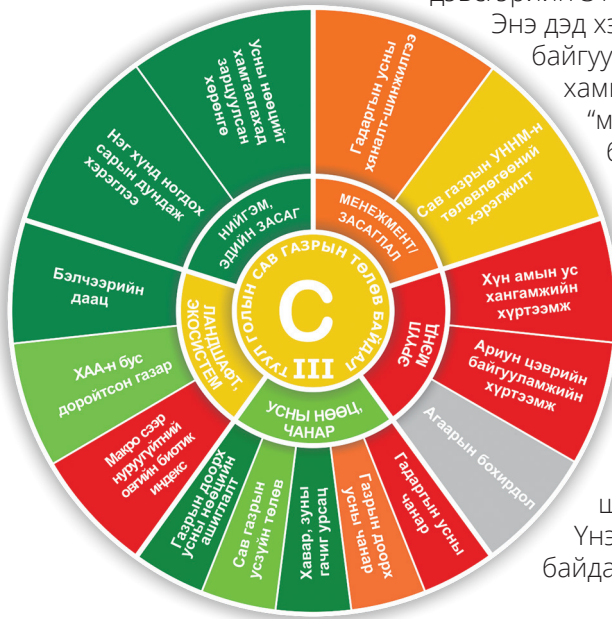 Энэ дэд
байгуу
“м
Усны нөөцийг
хамгаалахад
зарцуулсан
хөрөнгө
Гадаргын усны
хяналт-шинжилгээ
Нэг хүнд ногдох
сарын дундаж
хэрэглээ
Сав газрын УННМ-н
төлөвлөгөөний
хэрэгжилт
НИЙГЭМ,
ЭДИЙН ЗАСАГ
МЕНЕЖМЕНТ/
ЗАСАГЛАЛ
Бэлчээрийн
даац
Хүн амын ус
хангамжийн
хүртээмж
ТУУЛ ГОЛЫН САВ ГАЗРЫН ТӨЛӨВ БАЙДАЛ
C
III
ЛАНДШАФТ,
ЭКОСИСТЕМ
ЭРҮҮЛ
МЭНД
ХАА-н бус
доройтсон газар
Ариун цэврийн
байгууламжийн
хүртээмж
УСНЫ НӨӨЦ,
ЧАНАР
Макро сээр
нуруугүйтний
овгийн биотик
индекс
Агаарын бохирдол
Газрын доорх
усны нөөцийн
ашиглалт
Сав газрын
усзүйн төлөв
Хавар, зуны
гачиг урсац
Газрын доорх
усны чанар
Гадаргын усны
чанар
ш
Үнэ
байда